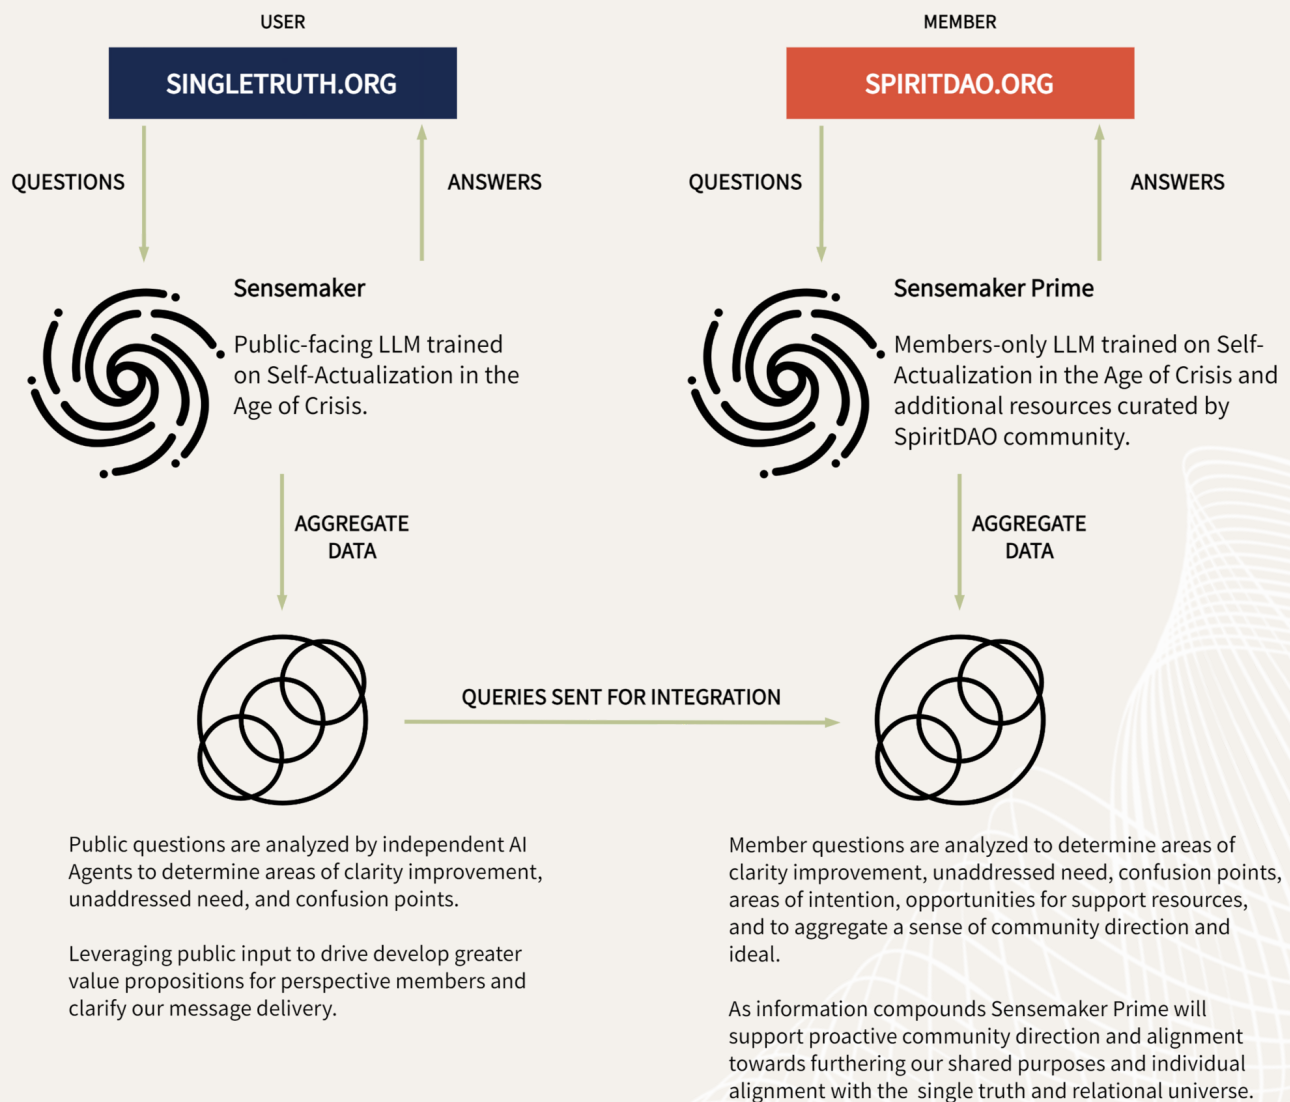 USER
SINGLETRUTH.ORG
QUESTIONS
ANSWERS
Sensemaker
Public-facing LLM trained
on Self-Actualization in the
Age of Crisis.
AGGREGATE
DATA
MEMBER
SPIRITDAO.ORG
QUESTIONS
ANSWERS
Sensemaker Prime
Members-only LLM trained on Self-
Actualization in the Age of Crisis and
additional resources curated by
SpiritDAO community.
AGGREGATE
DATA
QUERIES SENT FOR INTEGRATION
Public questions are analyzed by independent AI
Agents to determine areas of clarity improvement,
unaddressed need, and confusion points.
Leveraging public input to drive develop greater
value propositions for perspective members and
clarify our message delivery.
Member questions are analyzed to determine areas of
clarity improvement, unaddressed need, confusion points,
areas of intention, opportunities for support resources,
and to aggregate a sense of community direction and
ideal.
As information compounds Sensemaker Prime will
support proactive community direction and alignment
towards furthering our shared purposes and individual
alignment with the single truth and relational universe.